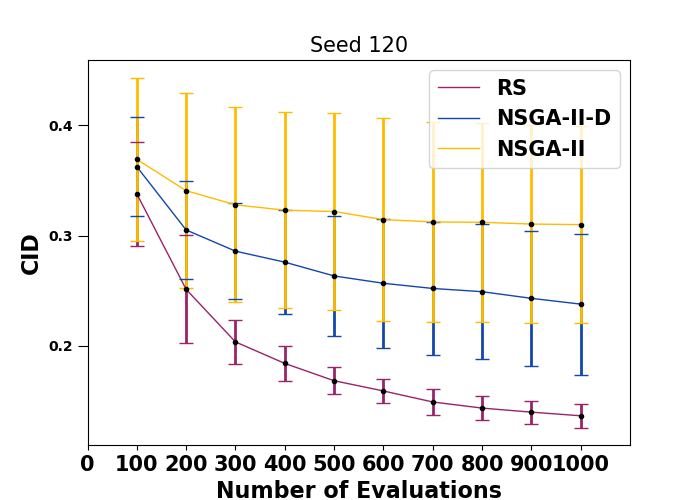 Seed 120
CID
0.4
0.3
0.2
RS
NSGA-II-D
NSGA-II
0 100 200 300 400 500 600 700 800 900 1000
Number of Evaluations